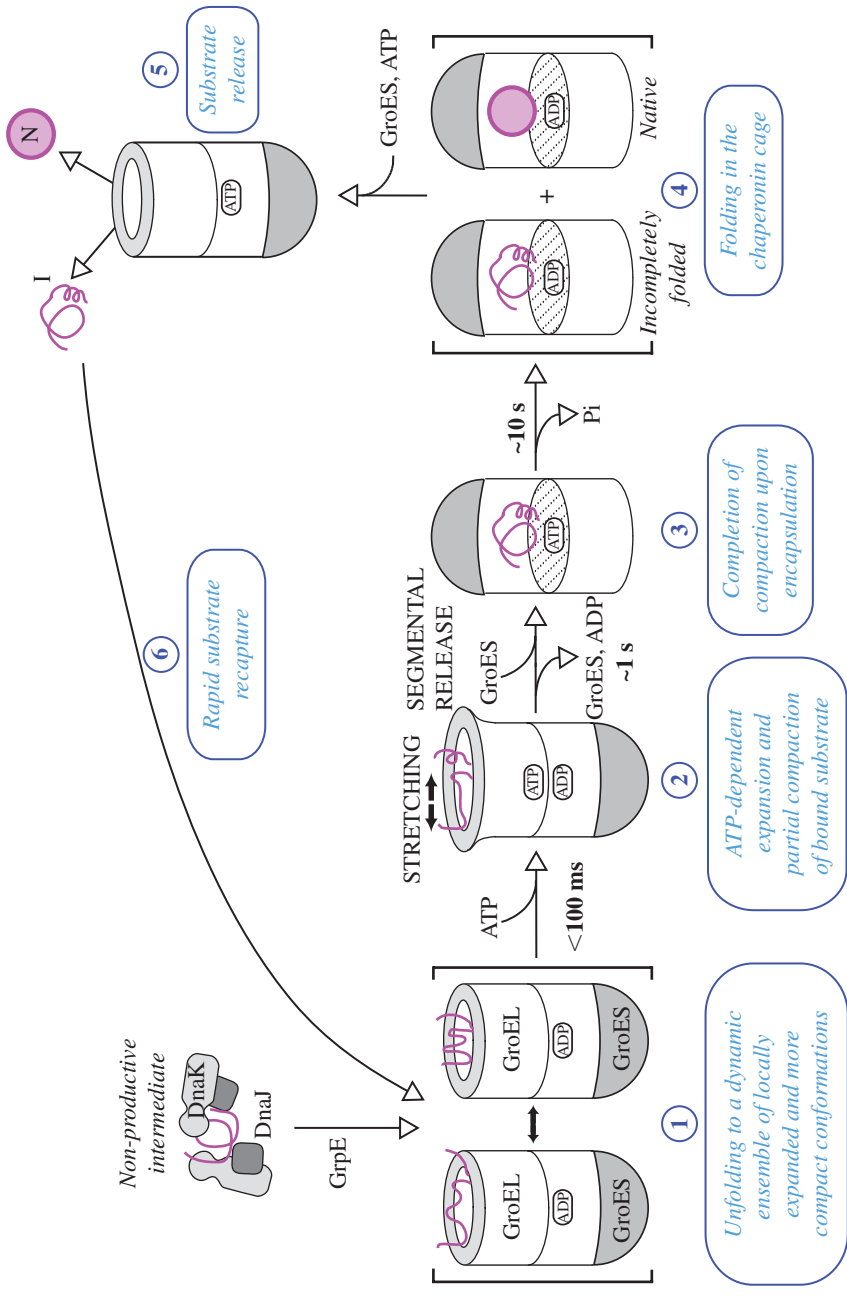 Non-productive
intermediate
DnaK
DnaJ
GrpE
GroEL
ADP
GroES
GroEL
ADP
GroES
1
Unfolding to a dynamic
ensemble of locally
expanded and more
compact conformations
ATP
<100 ms
STRETCHING
SEGMENTAL
RELEASE
ATP
ADP
2
ATP-dependent
expansion and
partial compaction
of bound substrate
GroES
GroES, ADP
~1 s
ATP
3
Completion of
compaction upon
encapsulation
~10 s
Pi
ADP
Incompletely
folded
+
ADP
Native
4
Folding in the
chaperonin cage
GroES, ATP
ATP
I
N
5
Substrate
release
6
Rapid substrate
recapture